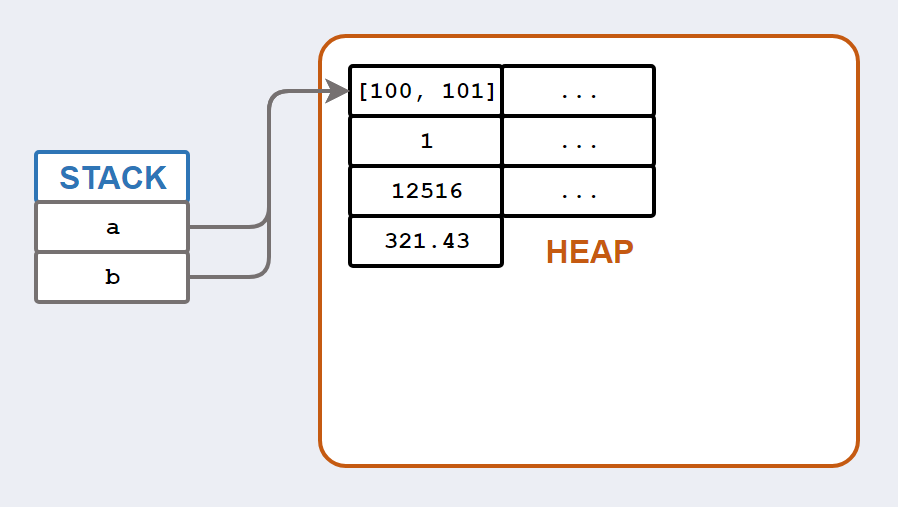 [100, 101] ...
1 ...
STACK
12516 ...
a
321.43
HEAP
b